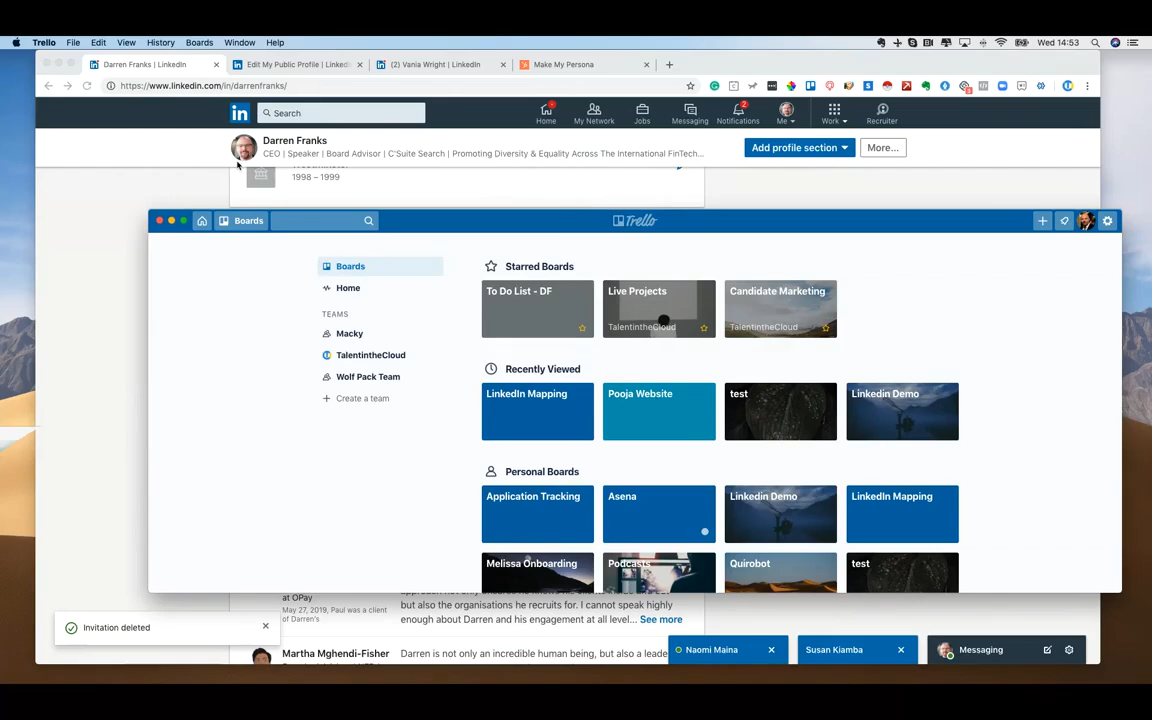 Trello File Edit View History Boards Window Help
Wed 14:53
Darren Franks | LinkedIn
Edit My Public Profile | LinkedIn
(2) Vania Wright | LinkedIn
Make My Persona
https://www.linkedin.com/in/darrenfranks/
in Search
Home My Network Jobs Messaging Notifications Me Work Recruiter
2
Darren Franks
CEO | Speaker | Board Advisor | C'Suite Search | Promoting Diversity & Equality Across The International FinTech...
Add profile section
More...
1998 – 1999
Boards
Trello
Boards
Home
TEAMS
Macky
TalentintheCloud
Wolf Pack Team
Create a team
Starred Boards
To Do List - DF
Live Projects
TalentintheCloud
Candidate Marketing
TalentintheCloud
Recently Viewed
LinkedIn Mapping
Pooja Website
test
Linkedin Demo
Personal Boards
Application Tracking
Asena
Linkedin Demo
LinkedIn Mapping
Melissa Onboarding
Podcasts
Quirobot
test
at OPay
May 27, 2019, Paul was a client
of Darren's
but also the organisations he recruits for. I cannot speak highly
enough about Darren and his engagement at all level... See more
Invitation deleted
Martha Mghendi-Fisher
Darren is not only an incredible human being, but also a leade
Naomi Maina
Susan Kiamba
Messaging